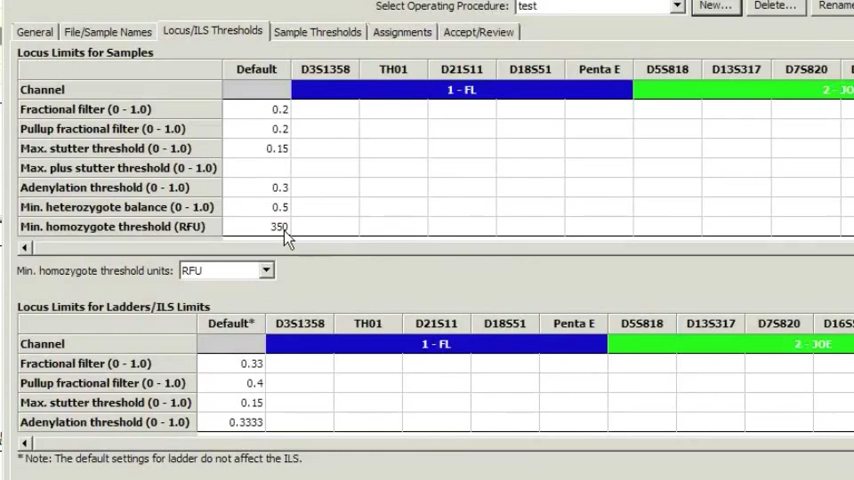 Select Operating Procedure: test New... Delete... Renam
General File/Sample Names Locus/ILS Thresholds Sample Thresholds Assignments Accept/Review
Locus Limits for Samples
Default D3S1358 TH01 D21S11 D18S51 Penta E D5S818 D13S317 D7S820 D
Channel 1 - FL 2 - JO
Fractional filter (0 - 1.0) 0.2
Pullup fractional filter (0 - 1.0) 0.2
Max. stutter threshold (0 - 1.0) 0.15
Max. plus stutter threshold (0 - 1.0)
Adenylation threshold (0 - 1.0) 0.3
Min. heterozygote balance (0 - 1.0) 0.5
Min. homozygote threshold (RFU) 350
Min. homozygote threshold units: RFU
Locus Limits for Ladders/ILS Limits
Default* D3S1358 TH01 D21S11 D18S51 Penta E D5S818 D13S317 D7S820 D16S5
Channel 1 - FL 2 - JOE
Fractional filter (0 - 1.0) 0.33
Pullup fractional filter (0 - 1.0) 0.4
Max. stutter threshold (0 - 1.0) 0.15
Adenylation threshold (0 - 1.0) 0.3333
* Note: The default settings for ladder do not affect the ILS.